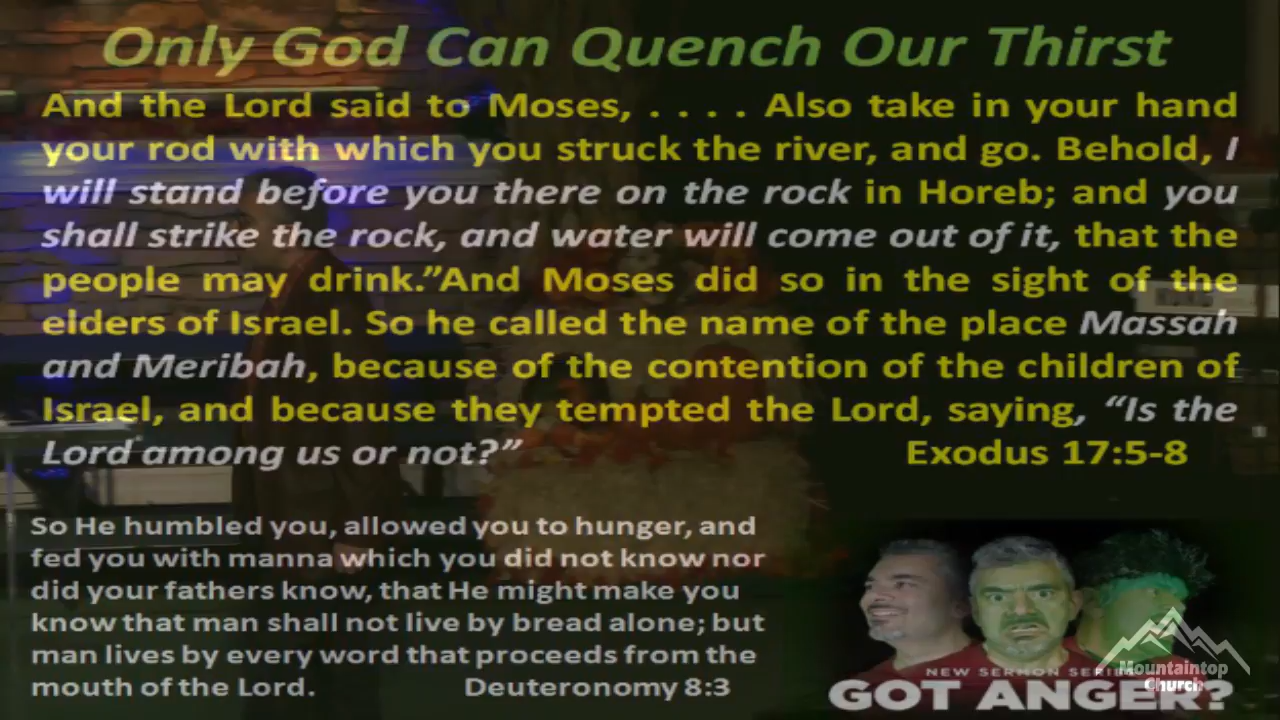 Only God Can Quench Our Thirst
And the Lord said to Moses, . . . . Also take in your hand
your rod with which you struck the river, and go. Behold, I
will stand before you there on the rock in Horeb; and you
shall strike the rock, and water will come out of it, that the
people may drink.”And Moses did so in the sight of the
elders of Israel. So he called the name of the place Massah
and Meribah, because of the contention of the children of
Israel, and because they tempted the Lord, saying, “Is the
Lord among us or not?” Exodus 17:5-8
So He humbled you, allowed you to hunger, and
fed you with manna which you did not know nor
did your fathers know, that He might make you
know that man shall not live by bread alone; but
man lives by every word that proceeds from the
mouth of the Lord. Deuteronomy 8:3
NEW SERMON SERIES
GOT ANGER?
Mountaintop
Church